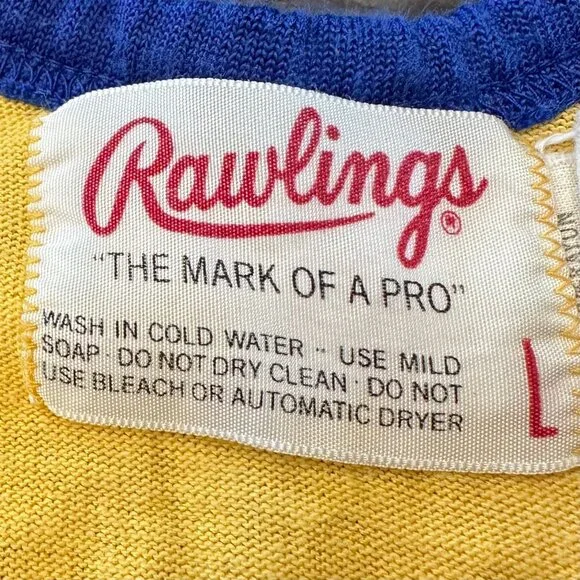 Rawlings®
"THE MARK OF A PRO"
WASH IN COLD WATER · USE MILD
SOAP · DO NOT DRY CLEAN · DO NOT
USE BLEACH OR AUTOMATIC DRYER
L